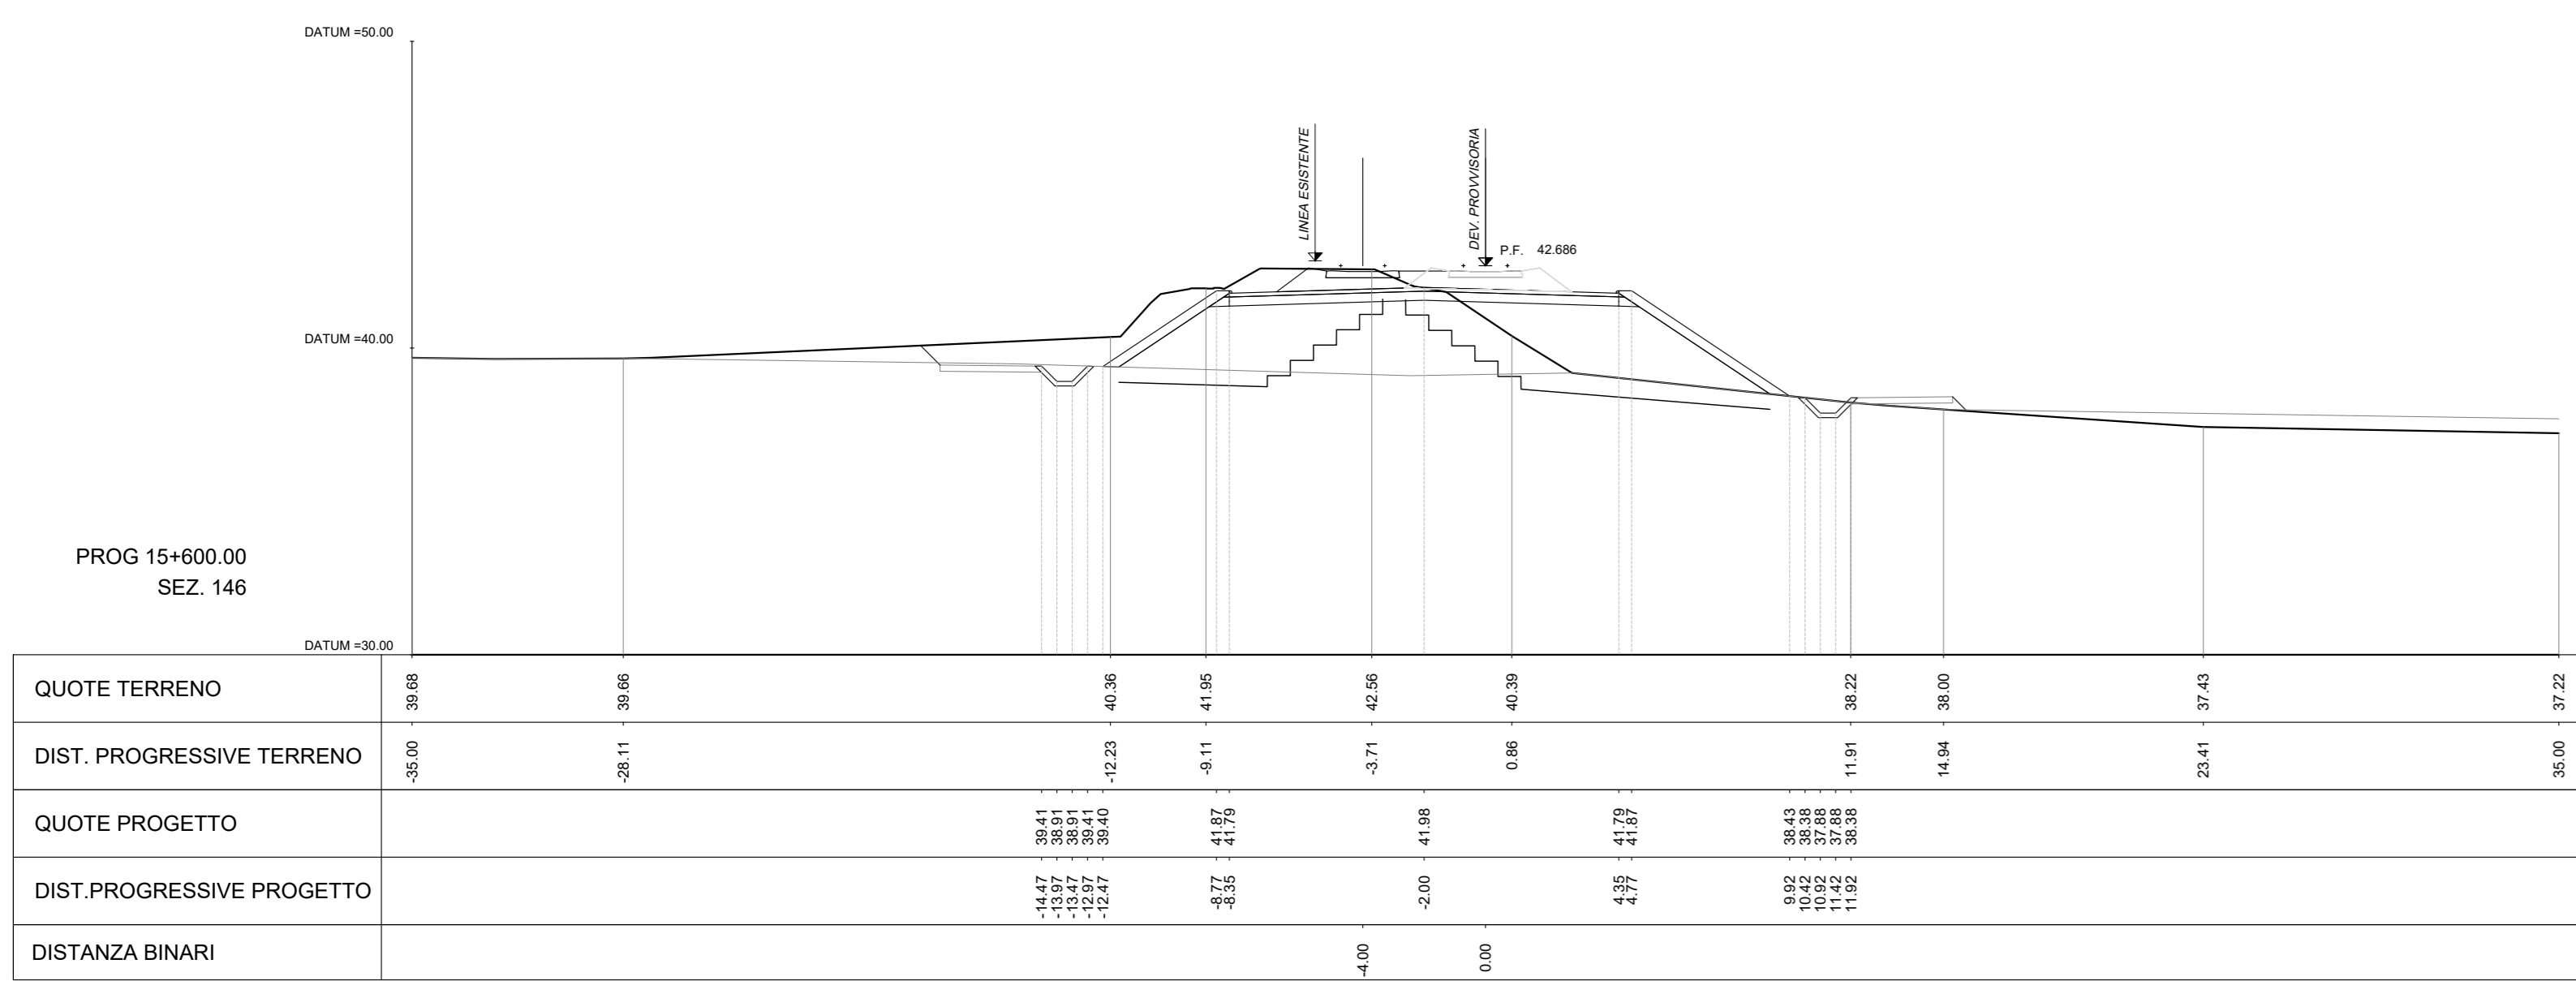 DATUM =50.00
LINEA ESISTENTE
DEV. PROVVISORIA
P.F. 42.686
DATUM =40.00
PROG 15+600.00
SEZ. 146
DATUM =30.00
QUOTE TERRENO 39.68 39.66 40.36 41.95 42.56 40.39 38.22 38.00 37.43 37.22
DIST. PROGRESSIVE TERRENO -35.00 -28.11 -12.23 -9.11 -3.71 0.86 11.91 14.94 23.41 35.00
QUOTE PROGETTO 39.41 38.91 38.91 39.41 39.40 41.87 41.79 41.98 41.79 41.87 38.43 38.38 37.88 37.88 38.38
DIST.PROGRESSIVE PROGETTO -14.47 -13.97 -13.47 -12.97 -12.47 -8.77 -8.35 -2.00 4.35 4.77 9.92 10.42 10.92 11.42 11.92
DISTANZA BINARI -4.00 0.00